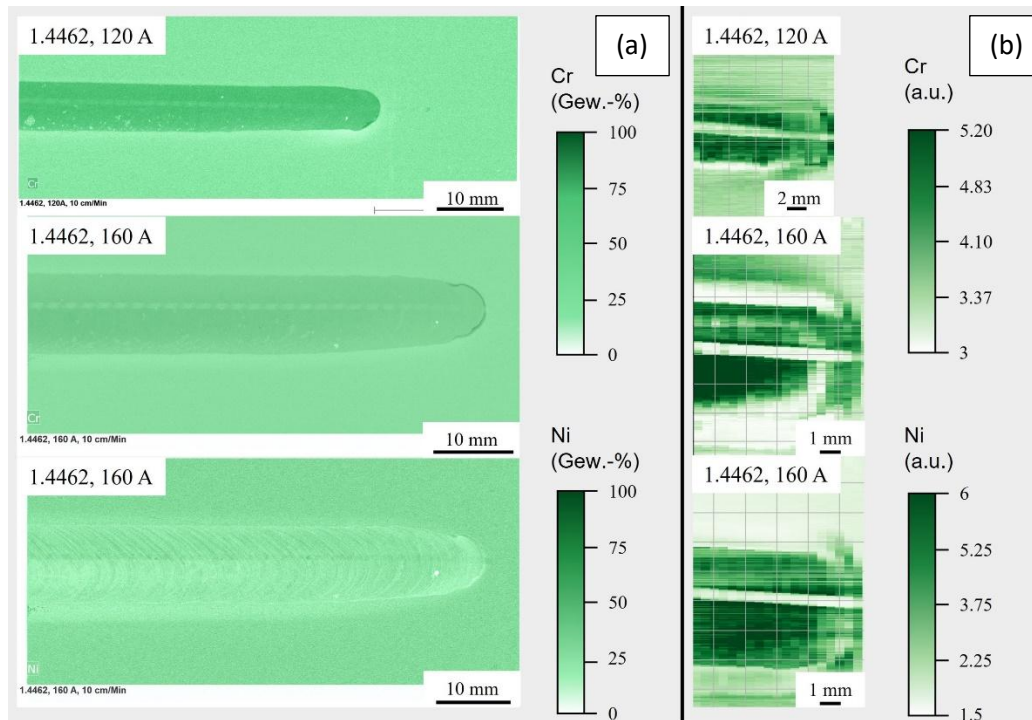 1.4462, 120 A
Cr
1.4462, 120A, 10 cm/Min
10 mm
1.4462, 160 A
Cr
1.4462, 160 A, 10 cm/Min
10 mm
1.4462, 160 A
Ni
1.4462, 160 A, 10 cm/Min
10 mm
(a)
Cr
(Gew.-%)
100
75
50
25
0
Ni
(Gew.-%)
100
75
50
25
0
1.4462, 120 A
2 mm
1.4462, 160 A
1 mm
1.4462, 160 A
1 mm
(b)
Cr
(a.u.)
5.20
4.83
4.10
3.37
3
Ni
(a.u.)
6
5.25
3.75
2.25
1.5